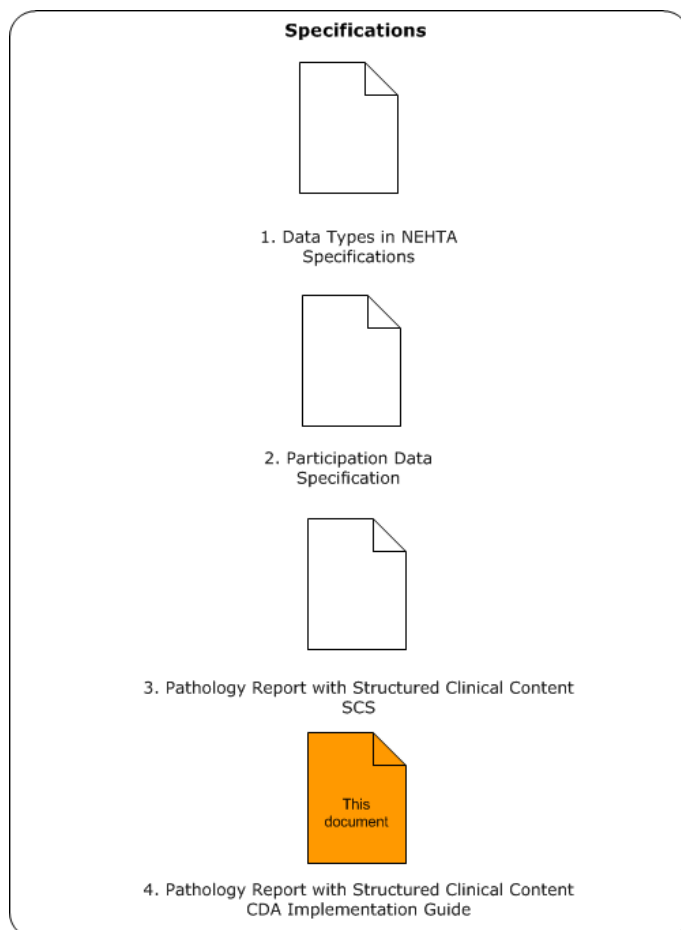 Specifications
1. Data Types in NEHTA
Specifications
2. Participation Data
Specification
3. Pathology Report with Structured Clinical Content
SCS
This
document
4. Pathology Report with Structured Clinical Content
CDA Implementation Guide